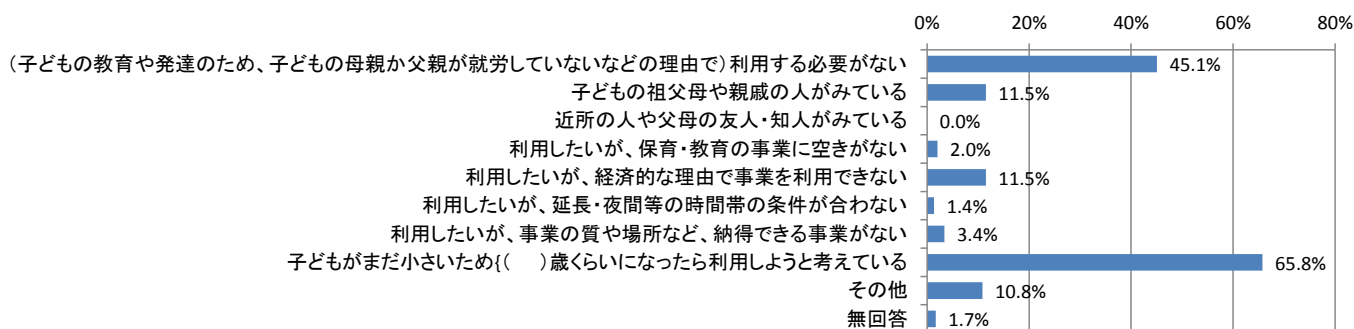 0% 20% 40% 60% 80%
（子どもの教育や発達のため、子どもの母親か父親が就労していないなどの理由で）利用する必要がない 45.1%
子どもの祖父母や親戚の人がみている 11.5%
近所の人や父母の友人・知人がみている 0.0%
利用したいが、保育・教育の事業に空きがない 2.0%
利用したいが、経済的な理由で事業を利用できない 11.5%
利用したいが、延長・夜間等の時間帯の条件が合わない 1.4%
利用したいが、事業の質や場所など、納得できる事業がない 3.4%
子どもがまだ小さいため{（　　）歳くらいになったら利用しようと考えている 65.8%
その他 10.8%
無回答 1.7%